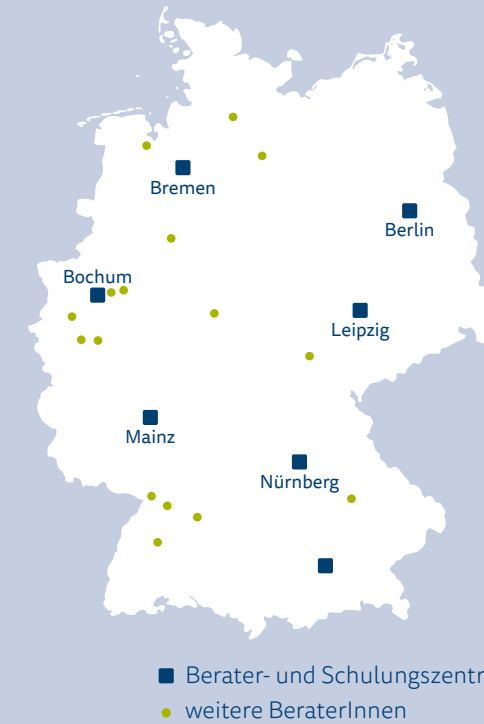 Bremen
Berlin
Bochum
Leipzig
Mainz
Nürnberg
Berater- und Schulungszentr
weitere BeraterInnen